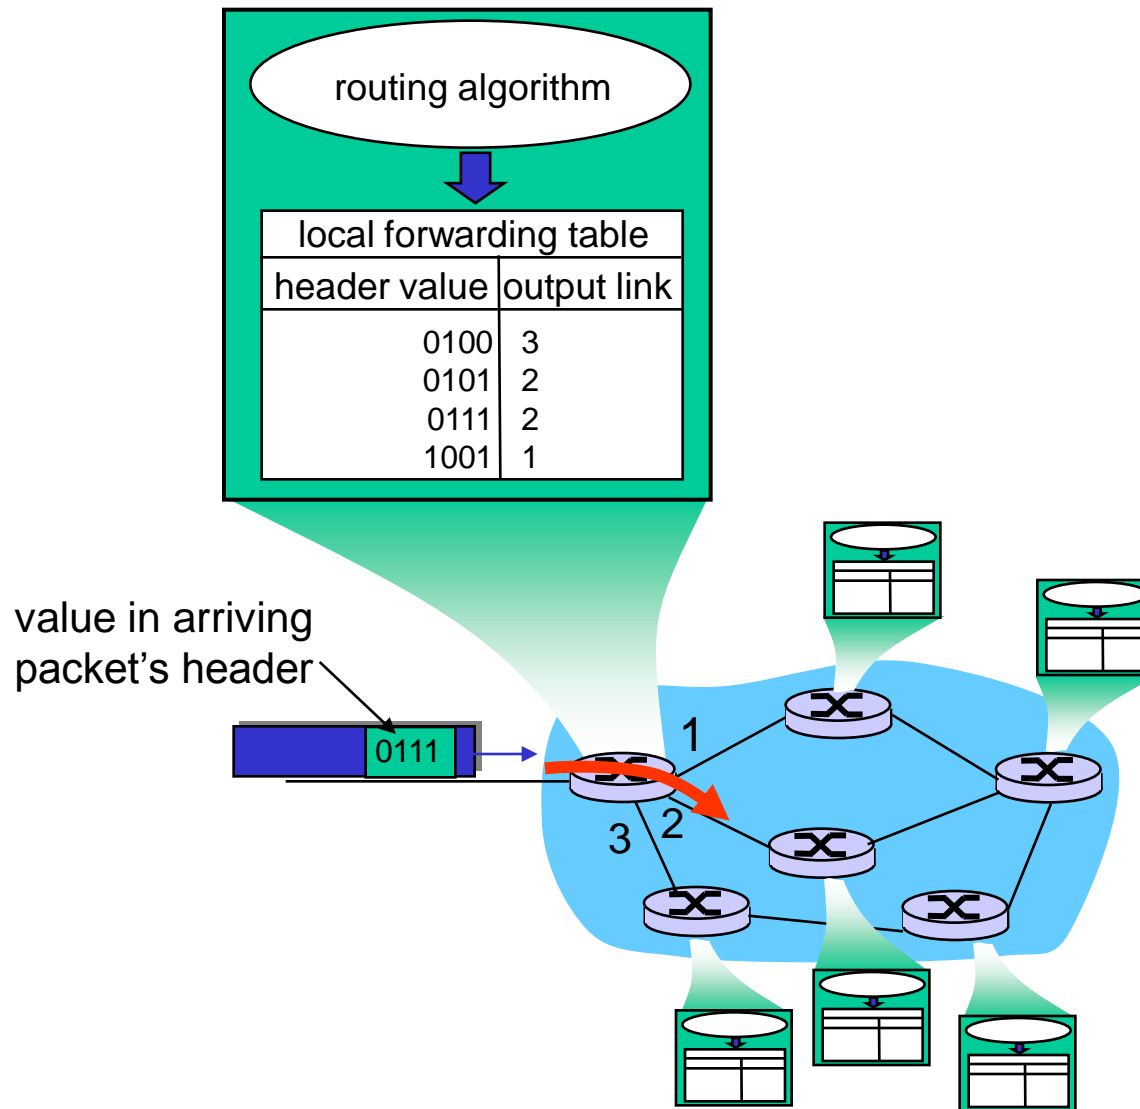 routing algorithm
local forwarding table
header value output link
0100 3
0101 2
0111 2
1001 1
value in arriving
packet’s header
0111
1
2
3